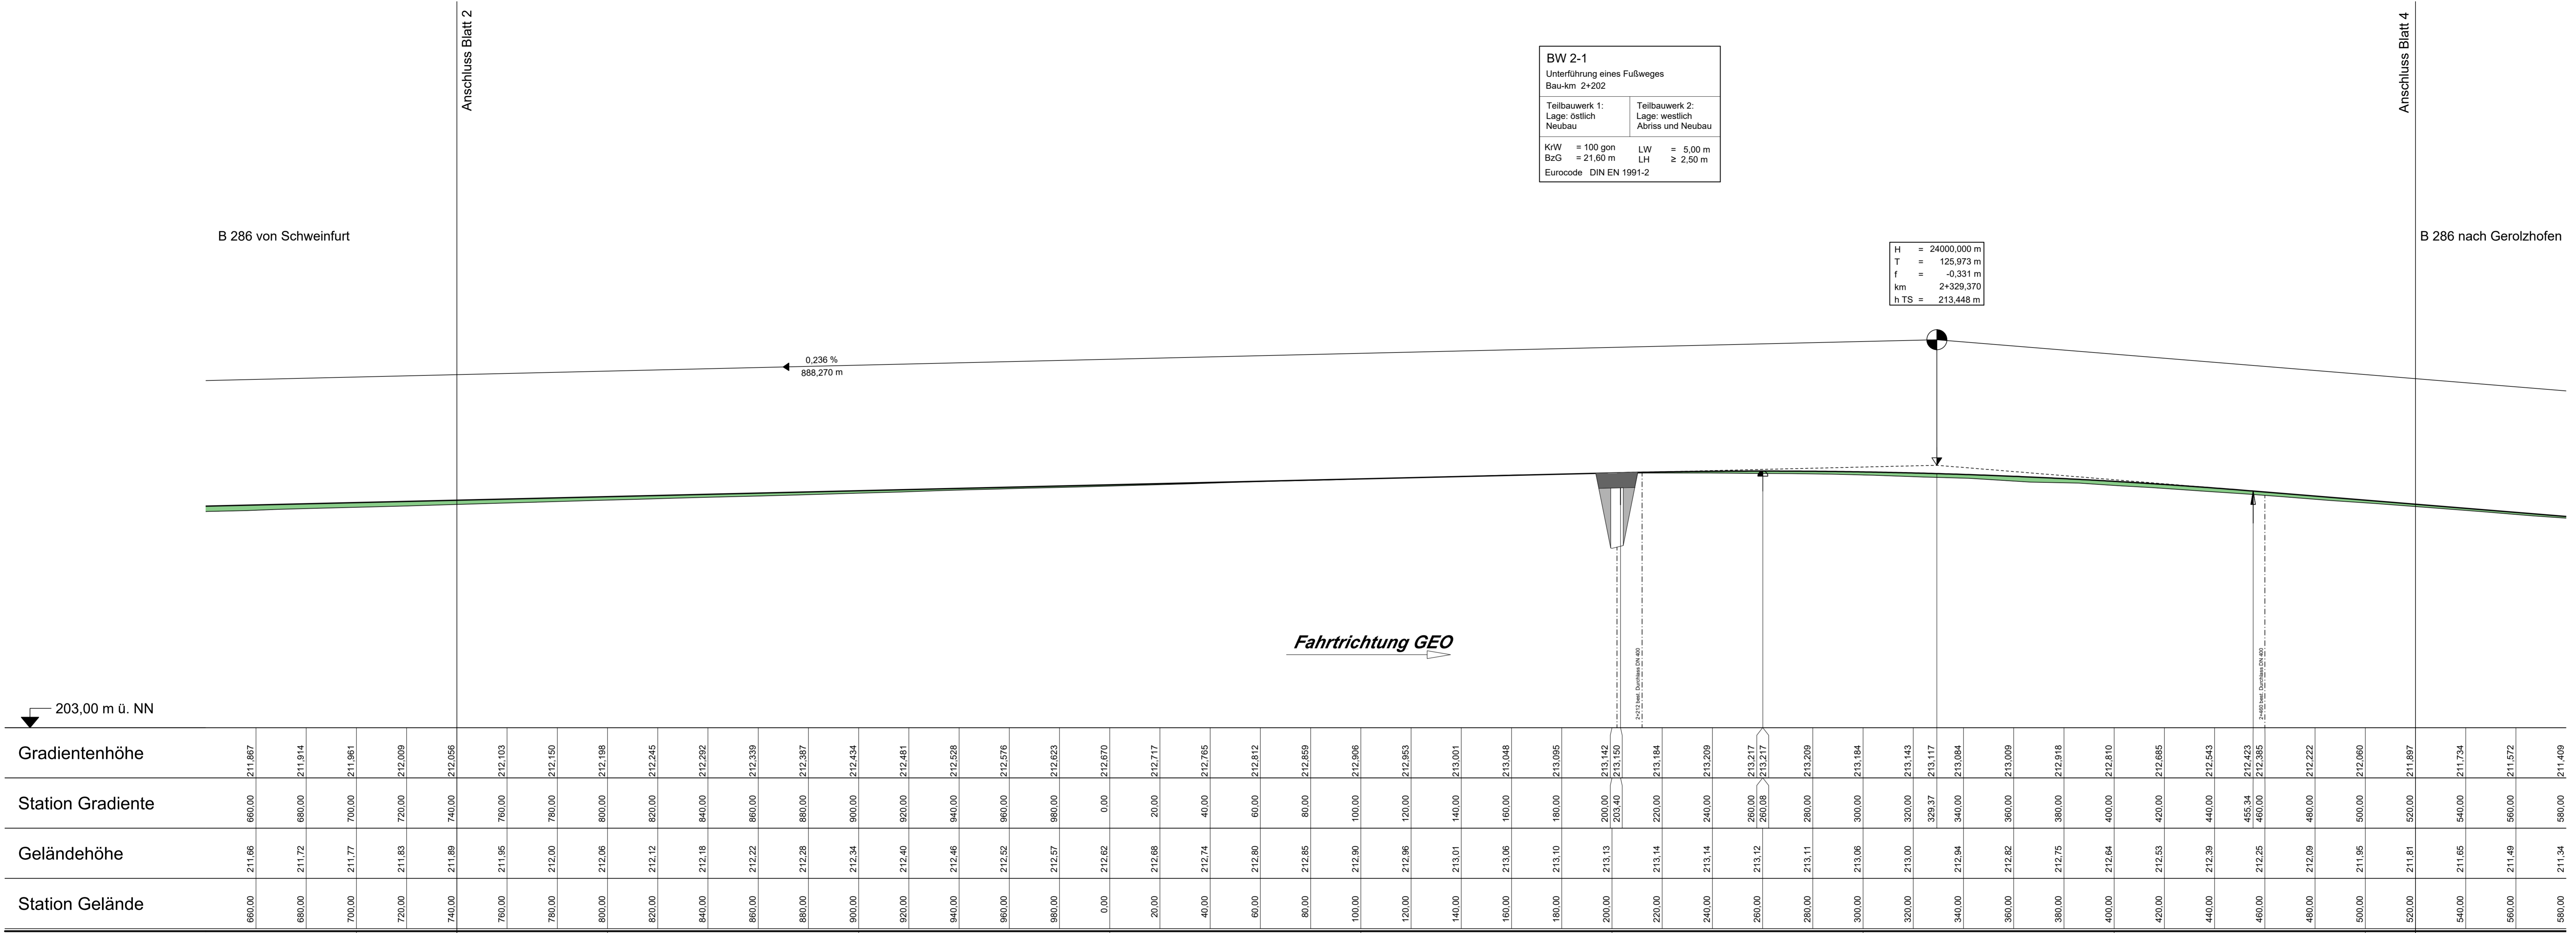 Anschluss Blatt 2
Anschluss Blatt 4
BW 2-1
Unterführung eines Fußweges
Bau-km 2+202
Teilbauwerk 1:
Lage: östlich
Neubau
Teilbauwerk 2:
Lage: westlich
Abriss und Neubau
KrW = 100 gon
BzG = 21,60 m
LW = 5,00 m
LH ≥ 2,50 m
Eurocode DIN EN 1991-2
B 286 von Schweinfurt
B 286 nach Gerolzhofen
H = 24000,000 m
T = 125,973 m
f = -0,331 m
km 2+329,370
h TS = 213,448 m
0,236 %
888,270 m
Fahrtrichtung GEO
2+212 best. Durchlass DN 400
2+460 best. Durchlass DN 400
203,00 m ü. NN
Gradientenhöhe
211,867 211,914 211,961 212,009 212,056 212,103 212,150 212,198 212,245 212,292 212,339 212,387 212,434 212,481 212,528 212,576 212,623 212,670 212,717 212,765 212,812 212,859 212,906 212,953 213,001 213,048 213,095 213,142 213,150 213,184 213,209 213,217 213,217 213,209 213,184 213,143 213,117 213,084 213,009 212,918 212,810 212,685 212,543 212,423 212,385 212,222 212,060 211,897 211,734 211,572 211,409
Station Gradiente
660,00 680,00 700,00 720,00 740,00 760,00 780,00 800,00 820,00 840,00 860,00 880,00 900,00 920,00 940,00 960,00 980,00 0,00 20,00 40,00 60,00 80,00 100,00 120,00 140,00 160,00 180,00 200,00 203,40 220,00 240,00 260,00 260,08 280,00 300,00 320,00 329,37 340,00 360,00 380,00 400,00 420,00 440,00 455,34 460,00 480,00 500,00 520,00 540,00 560,00 580,00
Geländehöhe
211,66 211,72 211,77 211,83 211,89 211,95 212,00 212,06 212,12 212,18 212,22 212,28 212,34 212,40 212,46 212,52 212,57 212,62 212,68 212,74 212,80 212,85 212,90 212,96 213,01 213,06 213,10 213,13 213,14 213,14 213,12 213,11 213,06 213,00 212,94 212,82 212,75 212,64 212,53 212,39 212,25 212,09 211,95 211,81 211,65 211,49 211,34
Station Gelände
660,00 680,00 700,00 720,00 740,00 760,00 780,00 800,00 820,00 840,00 860,00 880,00 900,00 920,00 940,00 960,00 980,00 0,00 20,00 40,00 60,00 80,00 100,00 120,00 140,00 160,00 180,00 200,00 220,00 240,00 260,00 280,00 300,00 320,00 340,00 360,00 380,00 400,00 420,00 440,00 460,00 480,00 500,00 520,00 540,00 560,00 580,00